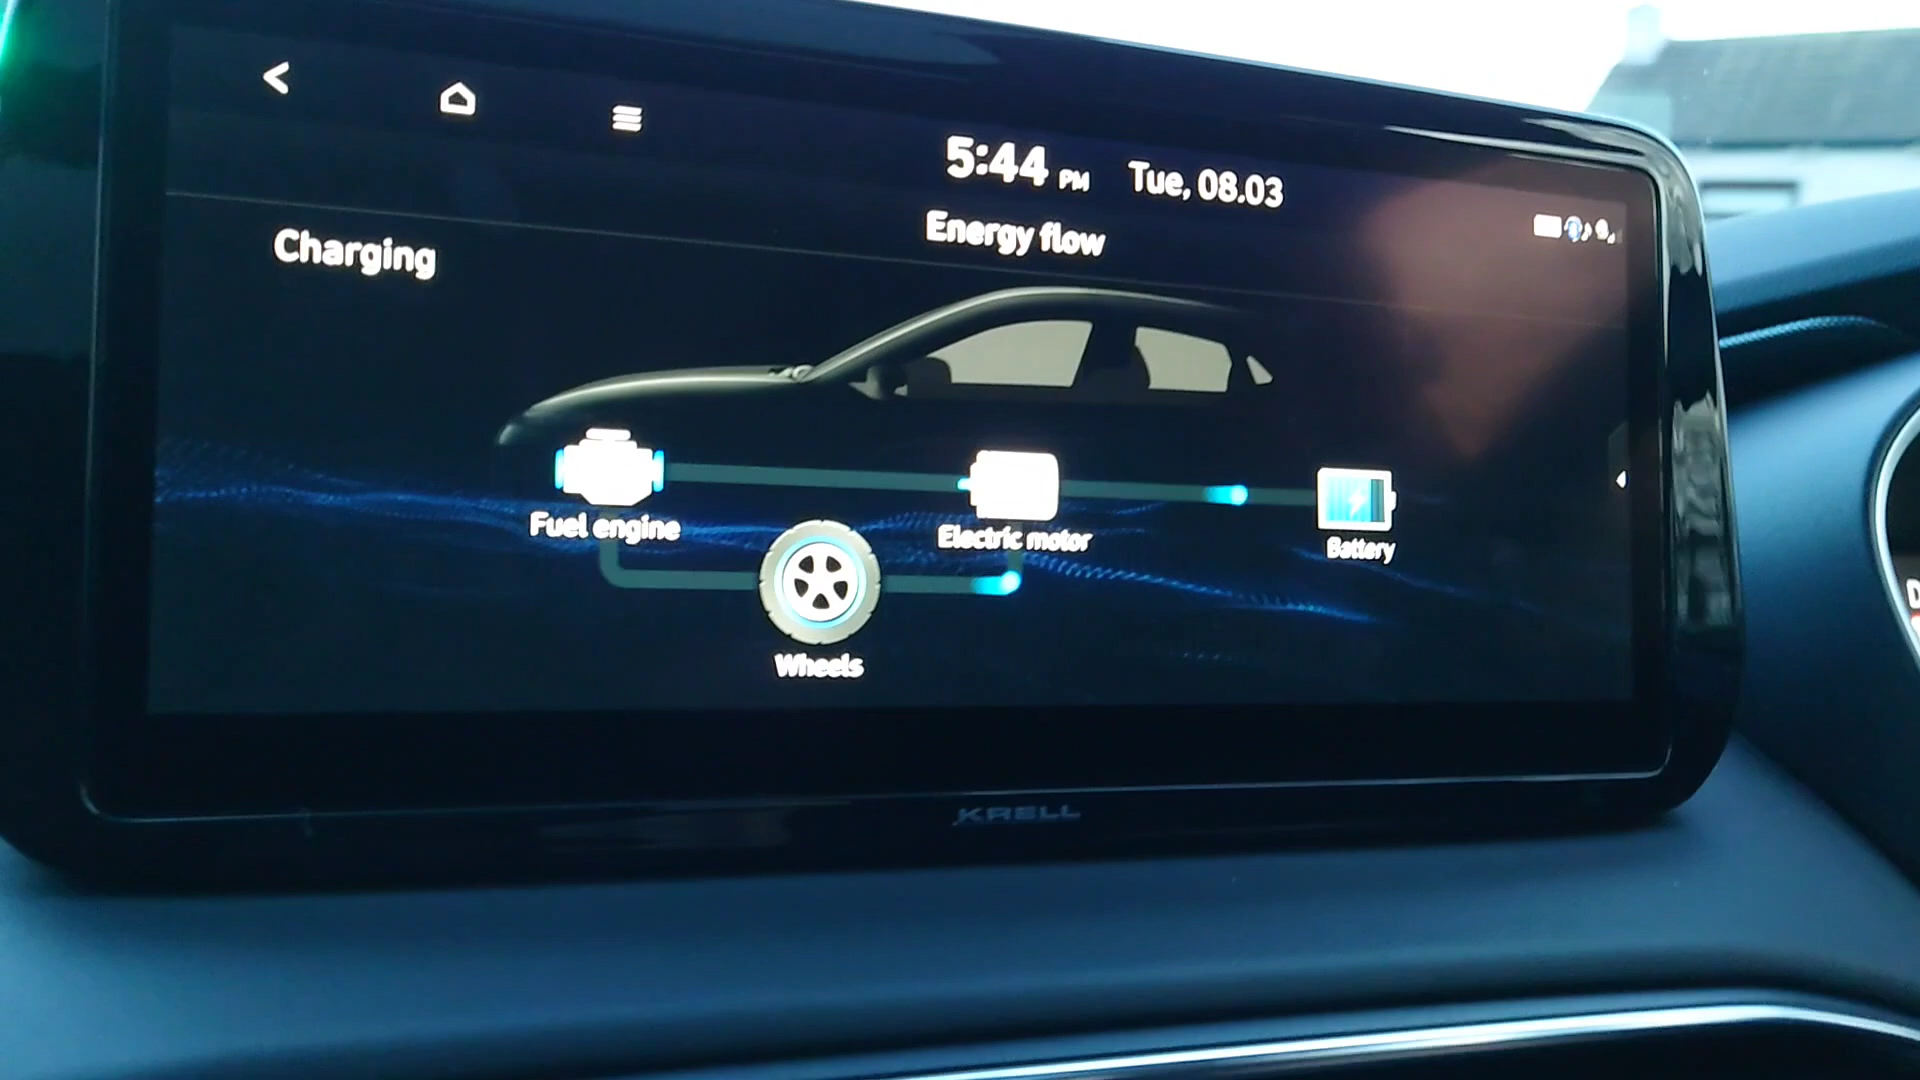 5:44 PM Tue, 08.03
Energy flow
Charging
Fuel engine
Electric motor
Battery
Wheels
KRELL
D